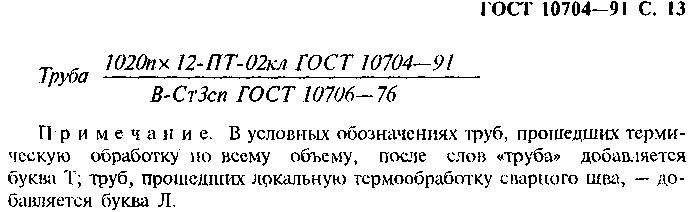 ГОСТ 10704—91 С. 13
Труба 1020п× 12-ПТ-02кл ГОСТ 10704—91
В-Ст3сп ГОСТ 10706—76
Примечание. В условных обозначениях труб, прошедших терми-
ческую обработку по всему объему, после слов «труба» добавляется
буква Т; труб, прошедших локальную термообработку сварного шва, — до-
бавляется буква Л.